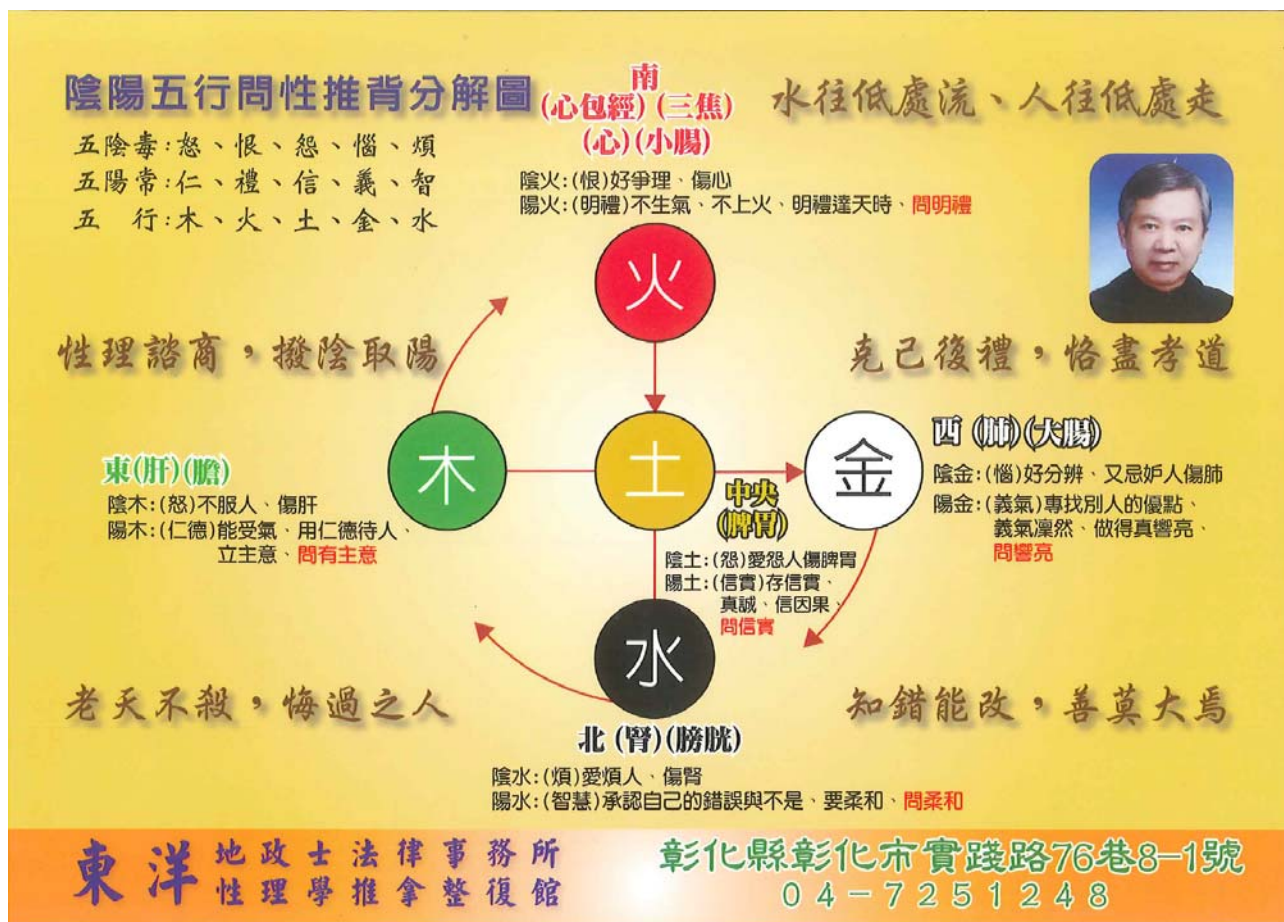 陰陽五行問性推背分解圖
五陰毒:怒、恨、怨、惱、煩
五陽常:仁、禮、信、義、智
五 行:木、火、土、金、水
南
(心包經)(三焦)
(心)(小腸)
水往低處流、人往低處走
陰火:(恨)好爭理、傷心
陽火:(明禮)不生氣、不上火、明禮達天時、問明禮
火
性理諮商,撥陰取陽
克己復禮,恪盡孝道
東(肝)(膽)
陰木:(怒)不服人、傷肝
陽木:(仁德)能受氣、用仁德待人、
立主意、問有主意
木
土
金
中央
(脾胃)
陰土:(怨)愛怨人傷脾胃
陽土:(信實)存信實、
真誠、信因果、
問信實
西(肺)(大腸)
陰金:(惱)好分辨、又忌妒人傷肺
陽金:(義氣)專找別人的優點、
義氣凜然、做得真響亮、
問響亮
水
老天不殺,悔過之人
知錯能改,善莫大焉
北(腎)(膀胱)
陰水:(煩)愛煩人、傷腎
陽水:(智慧)承認自己的錯誤與不是、要柔和、問柔和
東洋
地政士法律事務所
性理學推拿整復館
彰化縣彰化市實踐路76巷8-1號
04-7251248